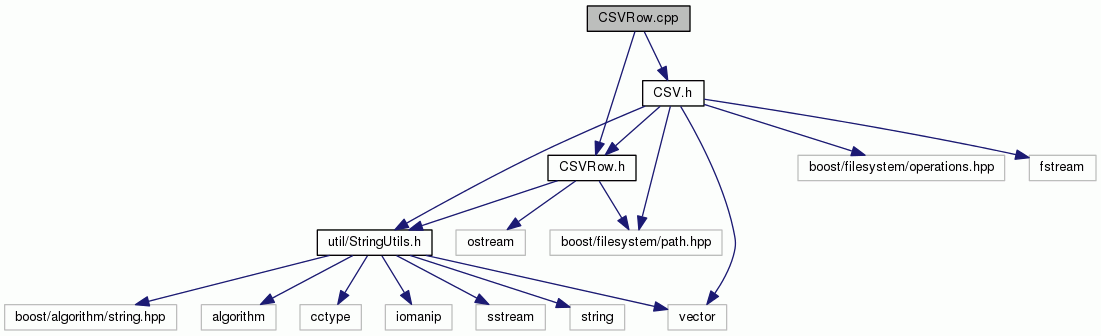 CSVRow.cpp
CSV.h
CSVRow.h
boost/filesystem/operations.hpp
fstream
util/StringUtils.h
ostream
boost/filesystem/path.hpp
boost/algorithm/string.hpp
algorithm
cctype
iomanip
sstream
string
vector